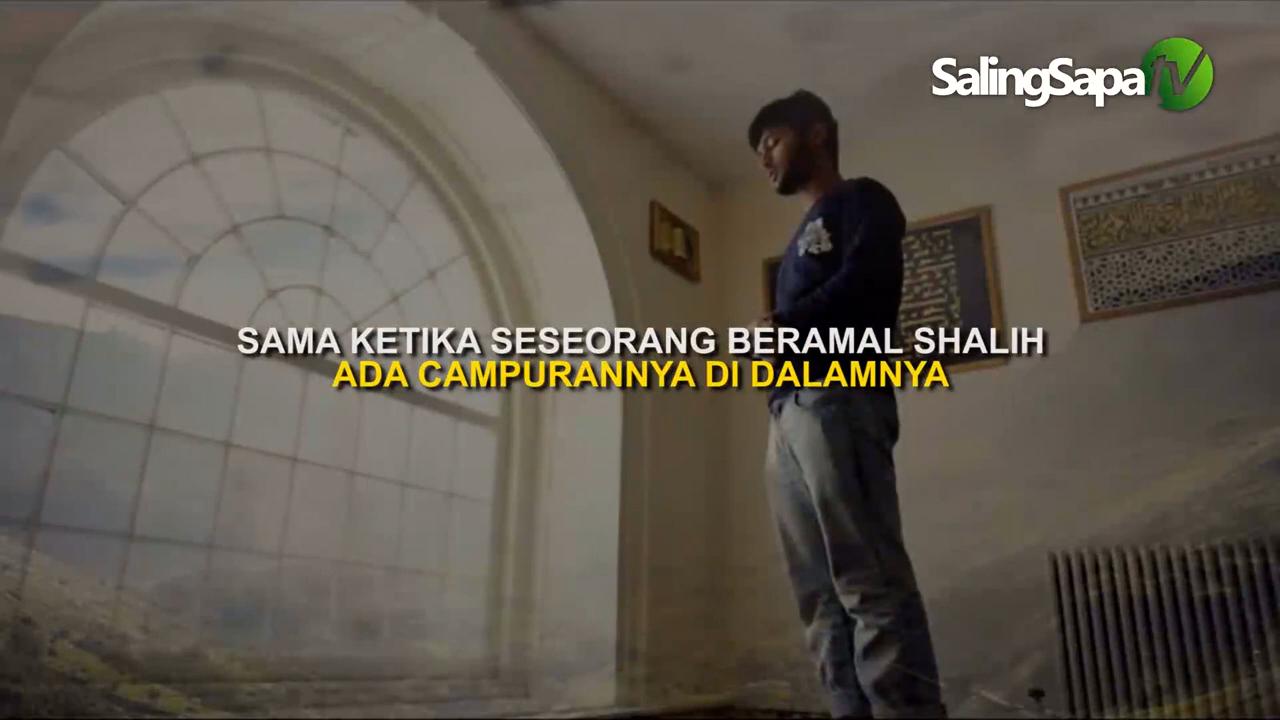 SalingSapa tv
SAMA KETIKA SESEORANG BERAMAL SHALIH
ADA CAMPURANNYA DI DALAMNYA